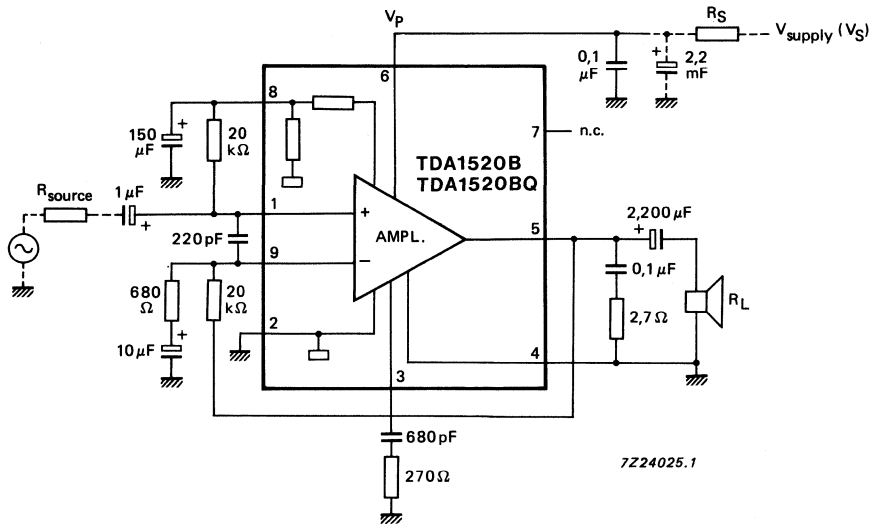 V_P
R_S
V_supply (V_S)
0,1 µF
+
2,2 mF
6
8
7
n.c.
150 µF
+
20 kΩ
TDA1520B
TDA1520BQ
R_source
1 µF
+
1
+
AMPL.
5
2,200 µF
+
220 pF
9
−
0,1 µF
680 Ω
20 kΩ
R_L
2,7 Ω
2
10 µF
+
4
3
680 pF
270 Ω
7Z24025.1